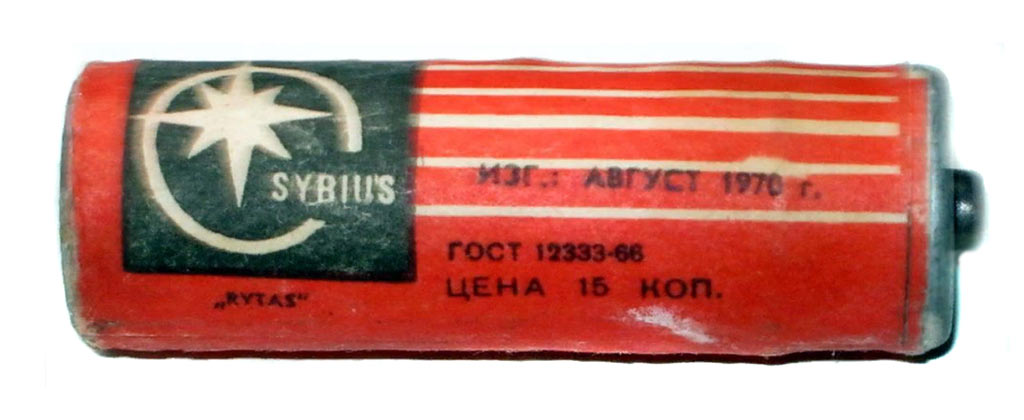 SYRIUS
„RYTAS"
ИЗГ.: АВГУСТ 1970 г.
ГОСТ 12333-66
ЦЕНА 15 КОП.